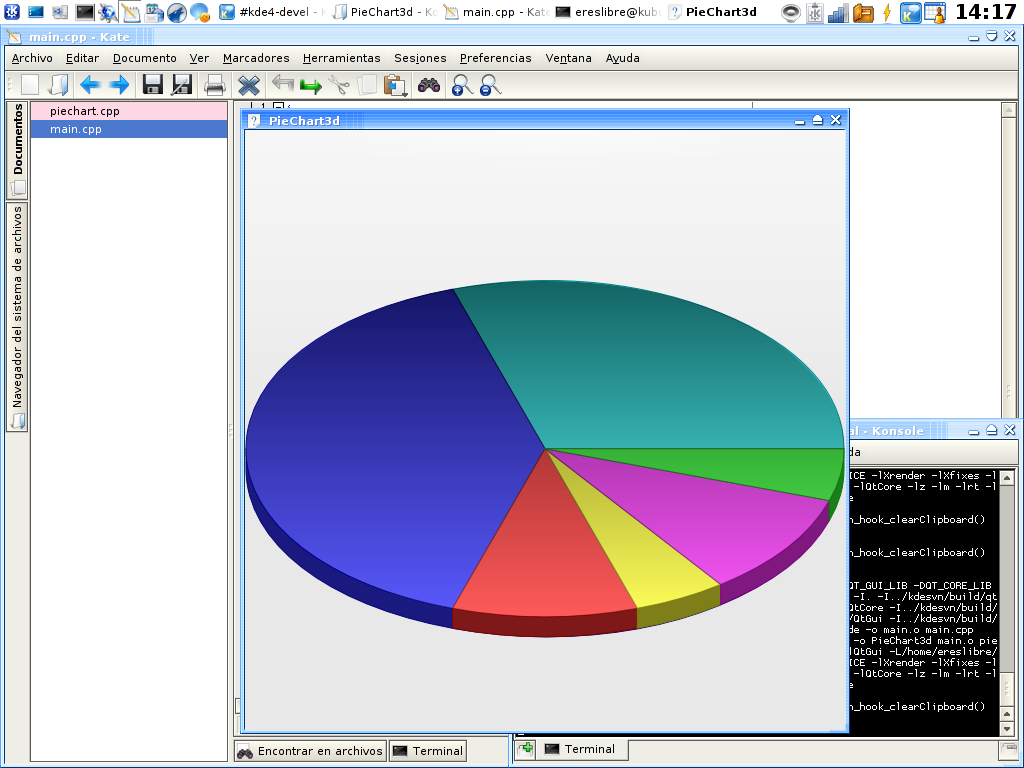 #kde4-devel -
PieChart3d - Ko
main.cpp - Kate
ereslibre@kub
PieChart3d
14:17
main.cpp - Kate
Archivo Editar Documento Ver Marcadores Herramientas Sesiones Preferencias Ventana Ayuda
Documentos
Navegador del sistema de archivos
piechart.cpp
main.cpp
1
PieChart3d
al - Konsole
da
ICE -lXrender -lXfixes -l
-lQtCore -lz -lm -lrt -l
e
n_hook_clearClipboard()
n_hook_clearClipboard()
QT_GUI_LIB -DQT_CORE_LIB
-I. -I../kdesvn/build/qt
QtCore -I../kdesvn/build/
QtGui -I../kdesvn/build/
de -o main.o main.cpp
-o PieChart3d main.o pie
lQtGui -L/home/ereslibre/
ICE -lXrender -lXfixes -l
-lQtCore -lz -lm -lrt -l
e
n_hook_clearClipboard()
Encontrar en archivos
Terminal
Terminal